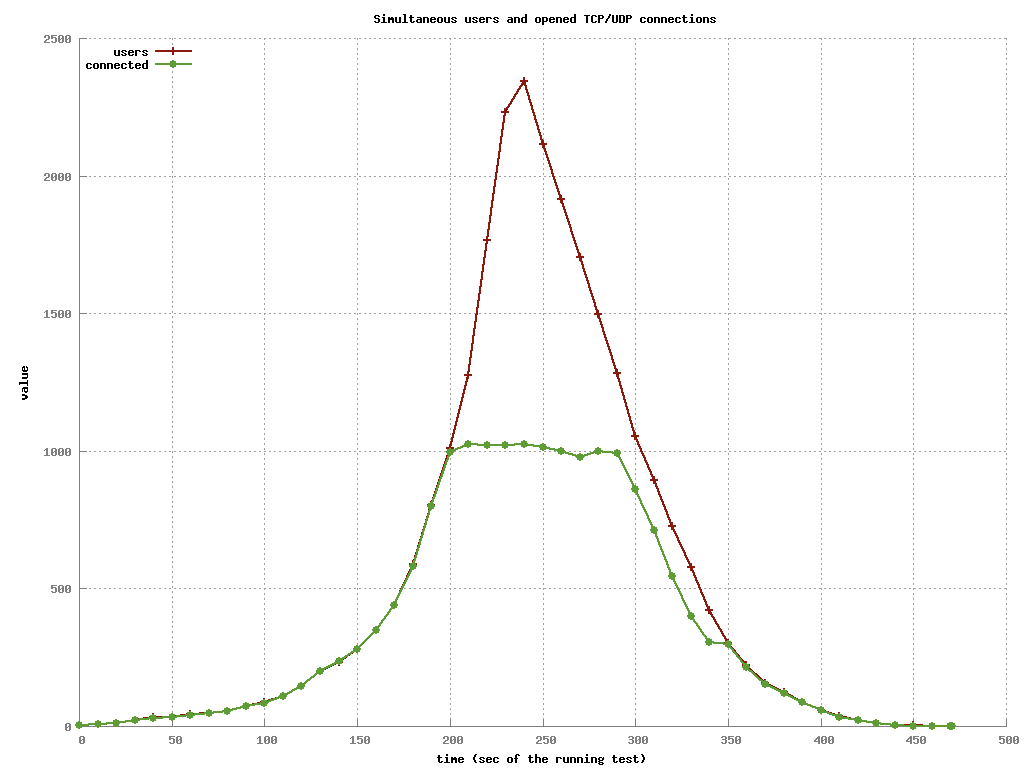 Simultaneous users and opened TCP/UDP connections
2500
users
connected
2000
1500
value
1000
500
0
0 50 100 150 200 250 300 350 400 450 500
time (sec of the running test)